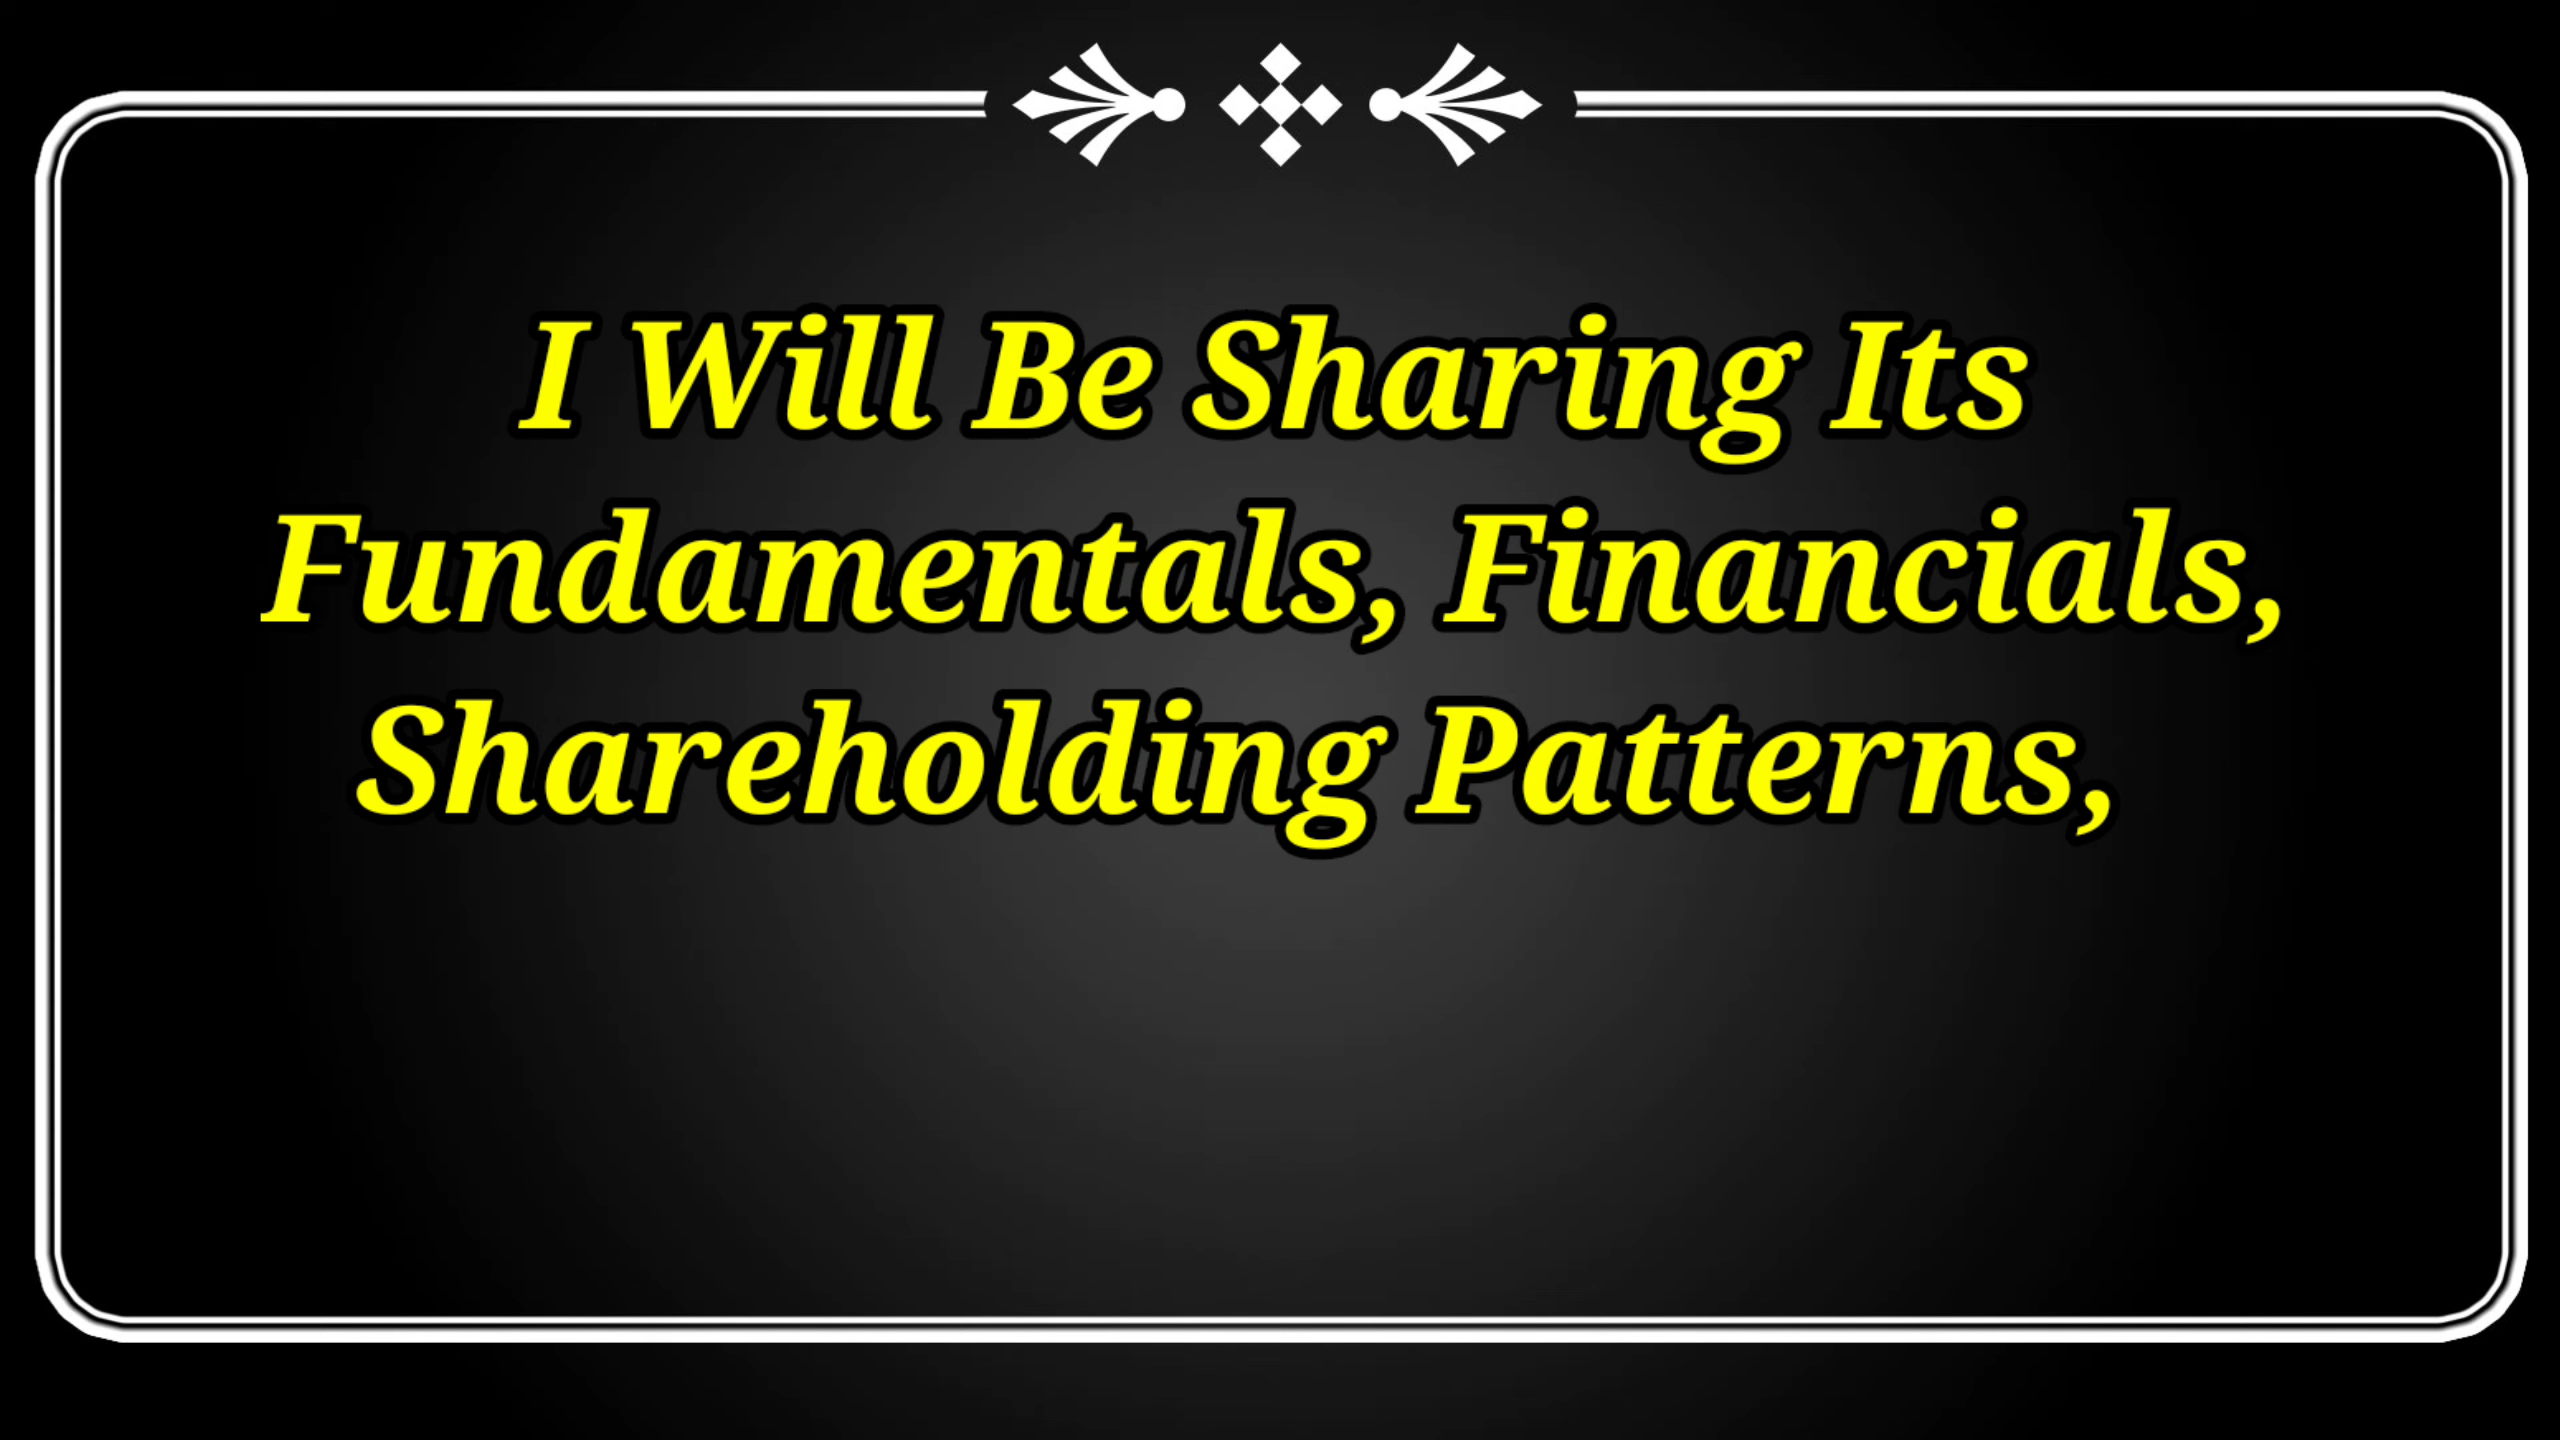 I Will Be Sharing Its
Fundamentals, Financials,
Shareholding Patterns,